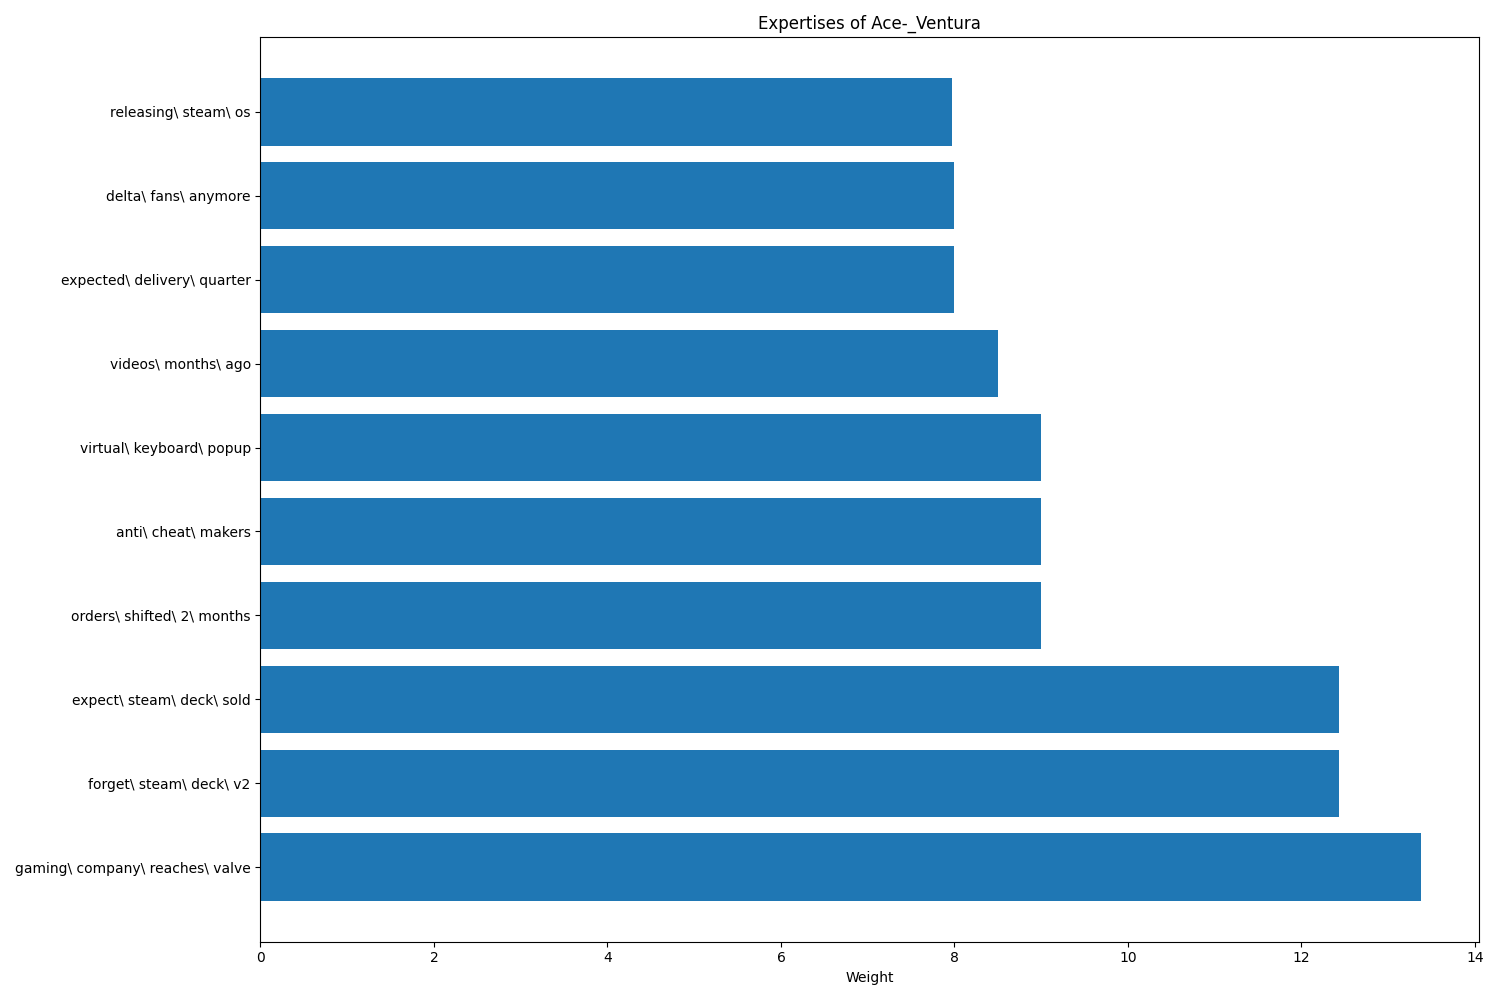 Expertises of Ace-_Ventura
releasing\ steam\ os
delta\ fans\ anymore
expected\ delivery\ quarter
videos\ months\ ago
virtual\ keyboard\ popup
anti\ cheat\ makers
orders\ shifted\ 2\ months
expect\ steam\ deck\ sold
forget\ steam\ deck\ v2
gaming\ company\ reaches\ valve
0 2 4 6 8 10 12 14
Weight